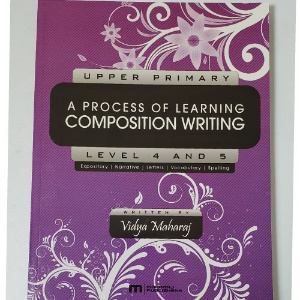 UPPER PRIMARY
A PROCESS OF LEARNING
COMPOSITION WRITING
LEVEL 4 AND 5
Expository | Narrative | Letters | Vocabulary | Spelling
WRITTEN BY
Vidya Maharaj
m